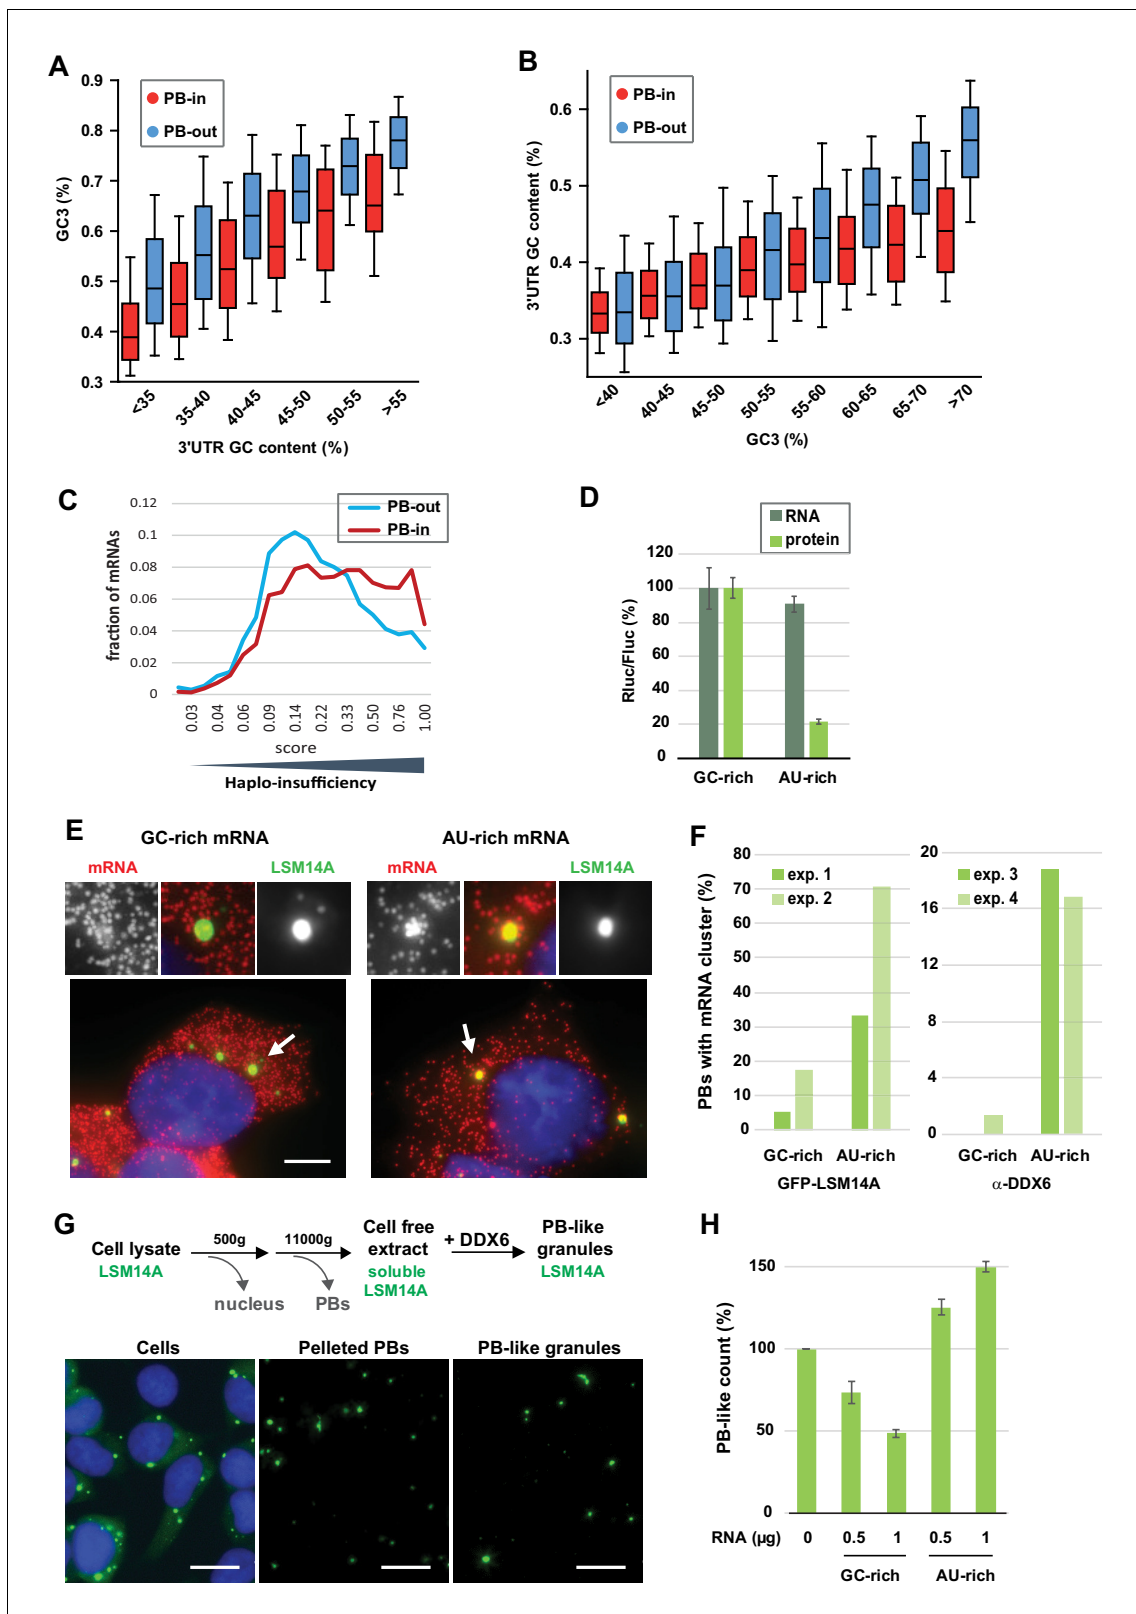 A
PB-in
PB-out
GC3 (%)
0.9
0.8
0.7
0.6
0.5
0.4
0.3
<35
35-40
40-45
45-50
50-55
>55
3'UTR GC content (%)
B
PB-in
PB-out
3'UTR GC content (%)
0.6
0.5
0.4
0.3
<40
40-45
45-50
50-55
55-60
60-65
65-70
>70
GC3 (%)
C
PB-out
PB-in
fraction of mRNAs
0.12
0.1
0.08
0.06
0.04
0.02
0
0.03
0.04
0.06
0.09
0.14
0.22
0.33
0.50
0.76
1.00
score
Haplo-insufficiency
D
RNA
protein
Rluc/Fluc (%)
120
100
80
60
40
20
0
GC-rich
AU-rich
E
GC-rich mRNA
AU-rich mRNA
mRNA
LSM14A
mRNA
LSM14A
F
PBs with mRNA cluster (%)
80
70
60
50
40
30
20
10
0
exp. 1
exp. 2
GC-rich
AU-rich
GFP-LSM14A
20
16
12
8
4
0
exp. 3
exp. 4
GC-rich
AU-rich
α-DDX6
G
Cell lysate
LSM14A
500g
nucleus
11000g
PBs
Cell free
extract
soluble
LSM14A
+ DDX6
PB-like
granules
LSM14A
Cells
Pelleted PBs
PB-like granules
H
PB-like count (%)
150
100
50
0
RNA (µg)
0
0.5
1
0.5
1
GC-rich
AU-rich